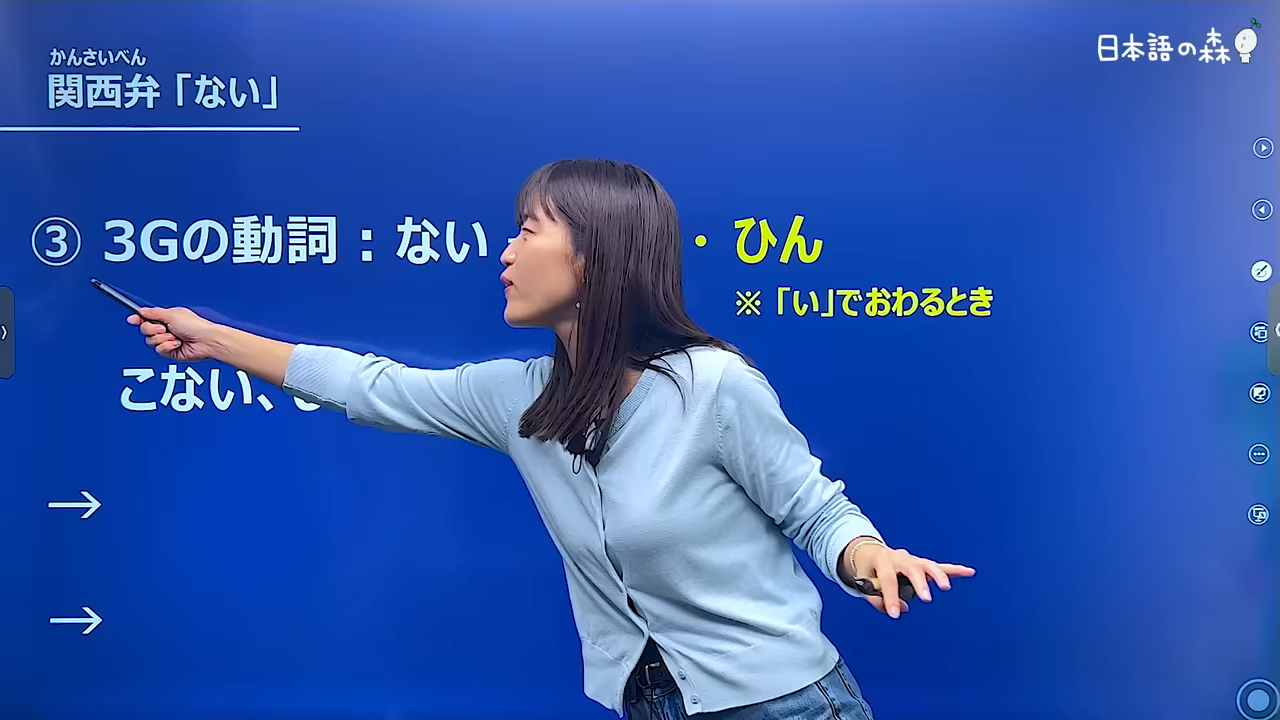 かんさいべん
関西弁「ない」
日本語の森
③ 3Gの動詞：ない ・ひん
※「い」でおわるとき
こない、
→
→